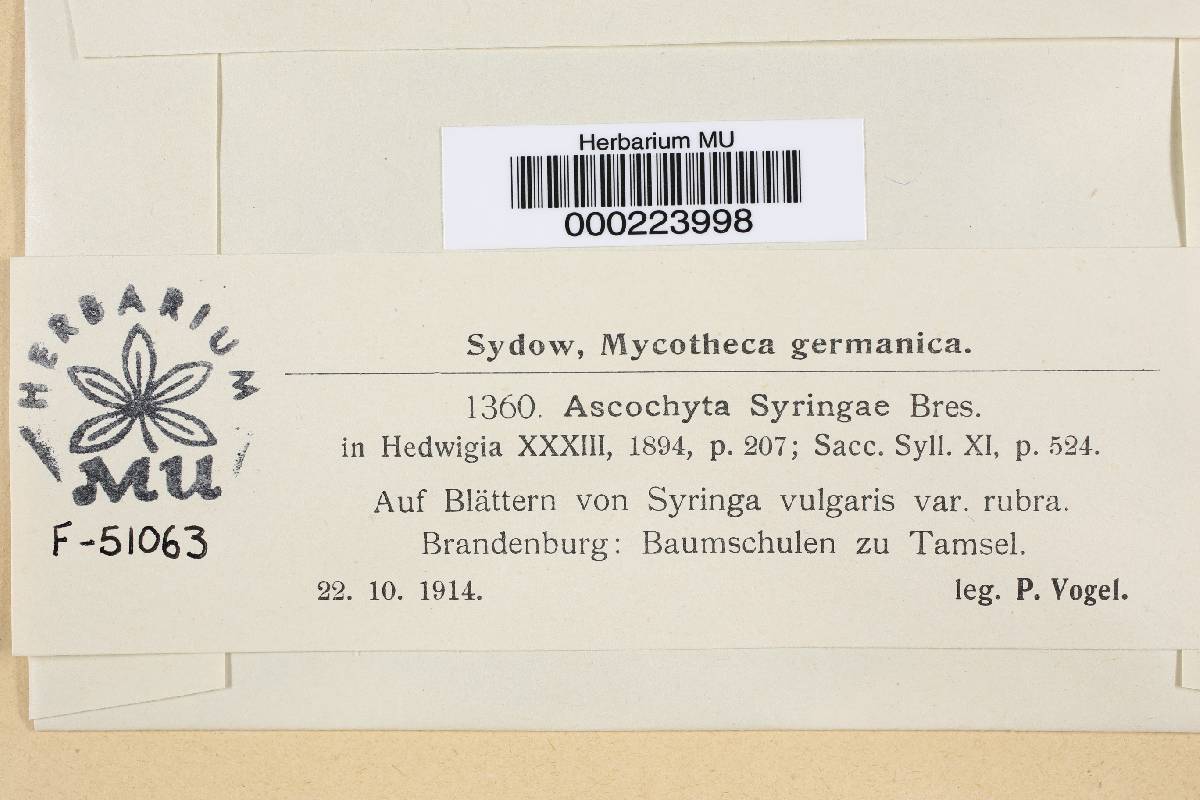 Herbarium MU
000223998
HERBARIUM
MU
F-51063
Sydow, Mycotheca germanica.
1360. Ascochyta Syringae Bres.
in Hedwigia XXXIII, 1894, p. 207; Sacc. Syll. XI, p. 524.
Auf Blättern von Syringa vulgaris var. rubra.
Brandenburg: Baumschulen zu Tamsel.
22. 10. 1914. leg. P. Vogel.